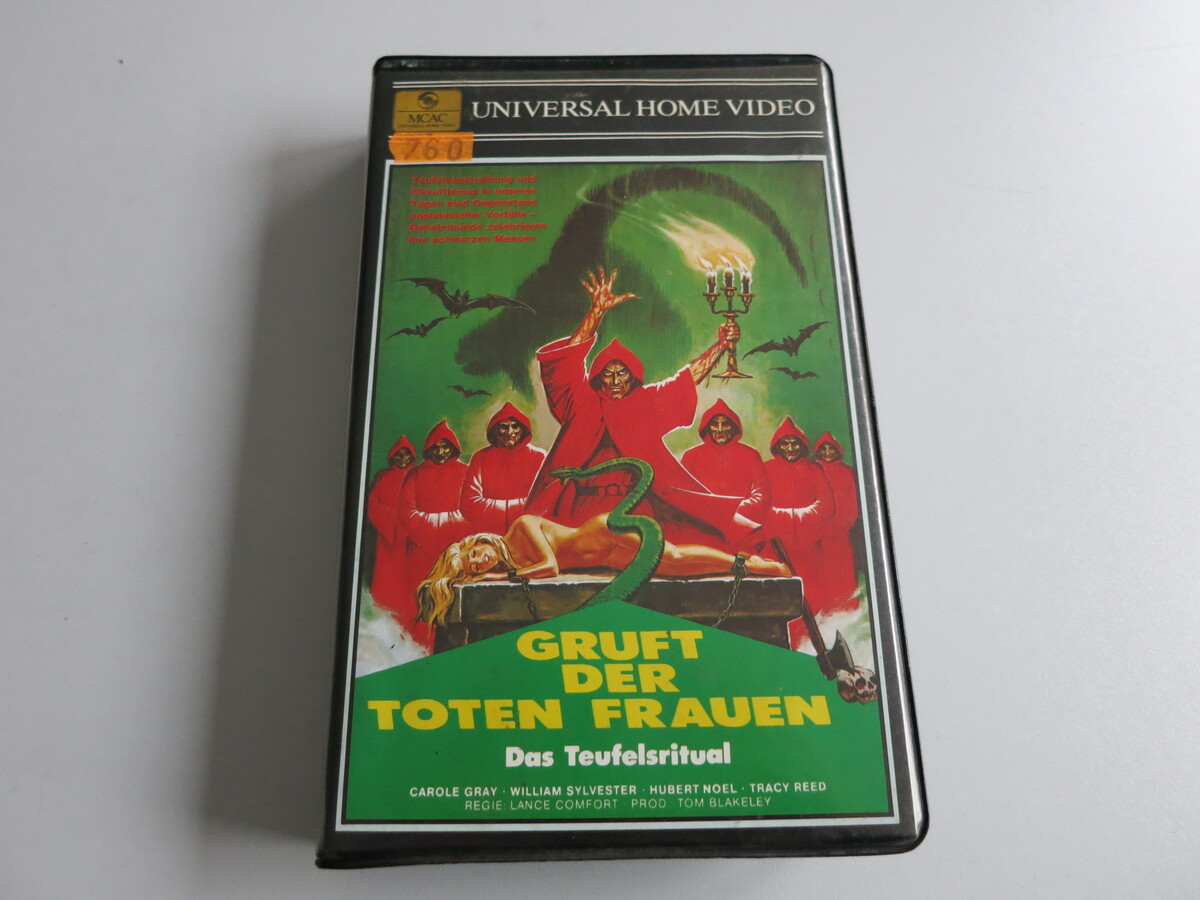 UNIVERSAL HOME VIDEO
MCAC
760
Teufelsaustreibung und
Okkultismus in unseren
Tagen sind Gegenstand
unglaublicher Vorfälle –
Geheimbünde zelebrieren
ihre schwarzen Messen.
GRUFT
DER
TOTEN FRAUEN
Das Teufelsritual
CAROLE GRAY · WILLIAM SYLVESTER · HUBERT NOEL · TRACY REED
REGIE: LANCE COMFORT · PROD. TOM BLAKELEY